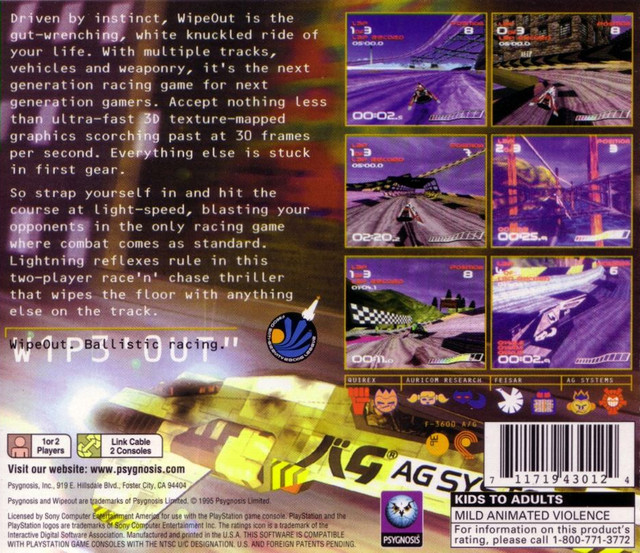 Driven by instinct, WipeOut is the
gut-wrenching, white knuckled ride of
your life. With multiple tracks,
vehicles and weaponry, it's the next
generation racing game for next
generation gamers. Accept nothing less
than ultra-fast 3D texture-mapped
graphics scorching past at 30 frames
per second. Everything else is stuck
in first gear.
So strap yourself in and hit the
course at light-speed, blasting your
opponents in the only racing game
where combat comes as standard.
Lightning reflexes rule in this
two-player race'n' chase thriller
that wipes the floor with anything
else on the track.
WipeOut. Ballistic racing.
WIP3'OUT"
AURICOM RESEARCH
FEISAR
AG SYSTEMS
F-3600 A/G
1 or 2
Players
Link Cable
2 Consoles
バグ® AG SY
Visit our website: www.psygnosis.com
Psygnosis, Inc., 919 E. Hillsdale Blvd., Foster City, CA 94404
Psygnosis and Wipeout are trademarks of Psygnosis Limited. © 1995 Psygnosis Limited.
Licensed by Sony Computer Entertainment America for use with the PlayStation game console. PlayStation and the
PlayStation logos are trademarks of Sony Computer Entertainment Inc. The ratings icon is a trademark of the
Interactive Digital Software Association. Manufactured and printed in the U.S.A. THIS SOFTWARE IS COMPATIBLE
WITH PLAYSTATION GAME CONSOLES WITH THE NTSC U/C DESIGNATION. U.S. AND FOREIGN PATENTS PENDING.
PSYGNOSIS
7 11719 43012 4
KIDS TO ADULTS
MILD ANIMATED VIOLENCE
For information on this product's
rating, please call 1-800-771-3772